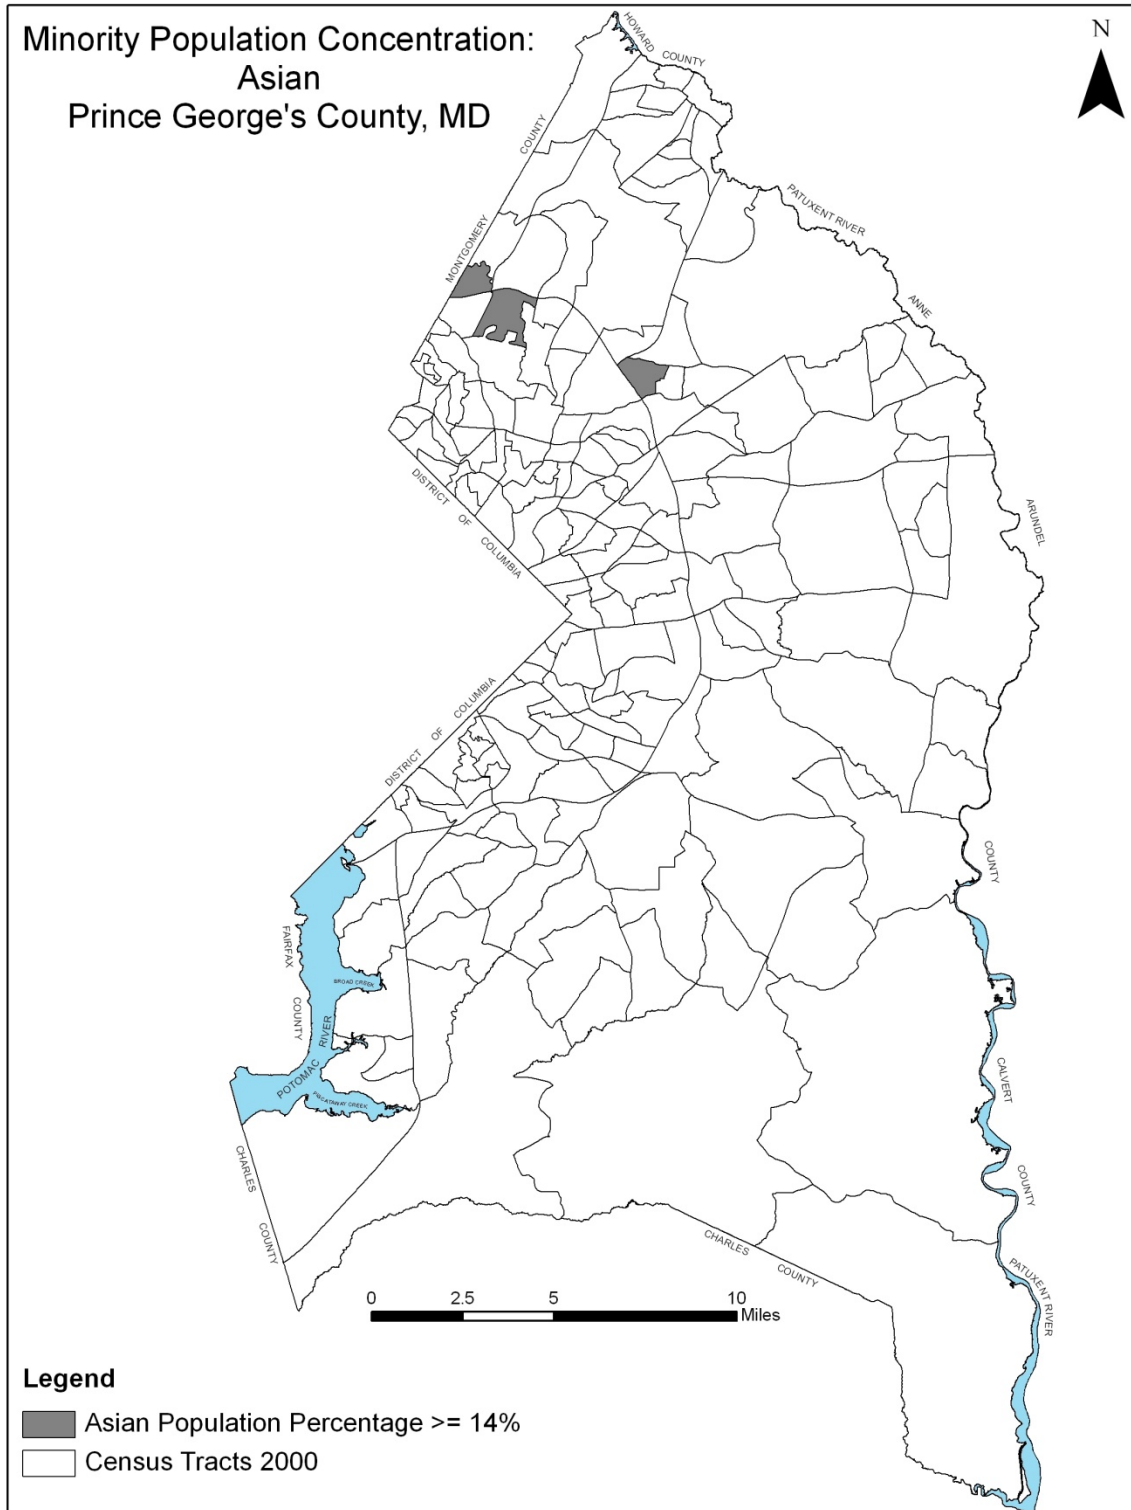 Minority Population Concentration:
Asian
Prince George's County, MD
N
HOWARD
COUNTY
COUNTY
MONTGOMERY
PATUXENT RIVER
ANNE
ARUNDEL
DISTRICT OF COLUMBIA
DISTRICT OF COLUMBIA
COUNTY
FAIRFAX
COUNTY
BROAD CREEK
POTOMAC RIVER
PISCATAWAY CREEK
CALVERT
COUNTY
CHARLES
COUNTY
CHARLES
COUNTY
PATUXENT RIVER
0 2.5 5 10
Miles
Legend
Asian Population Percentage >= 14%
Census Tracts 2000